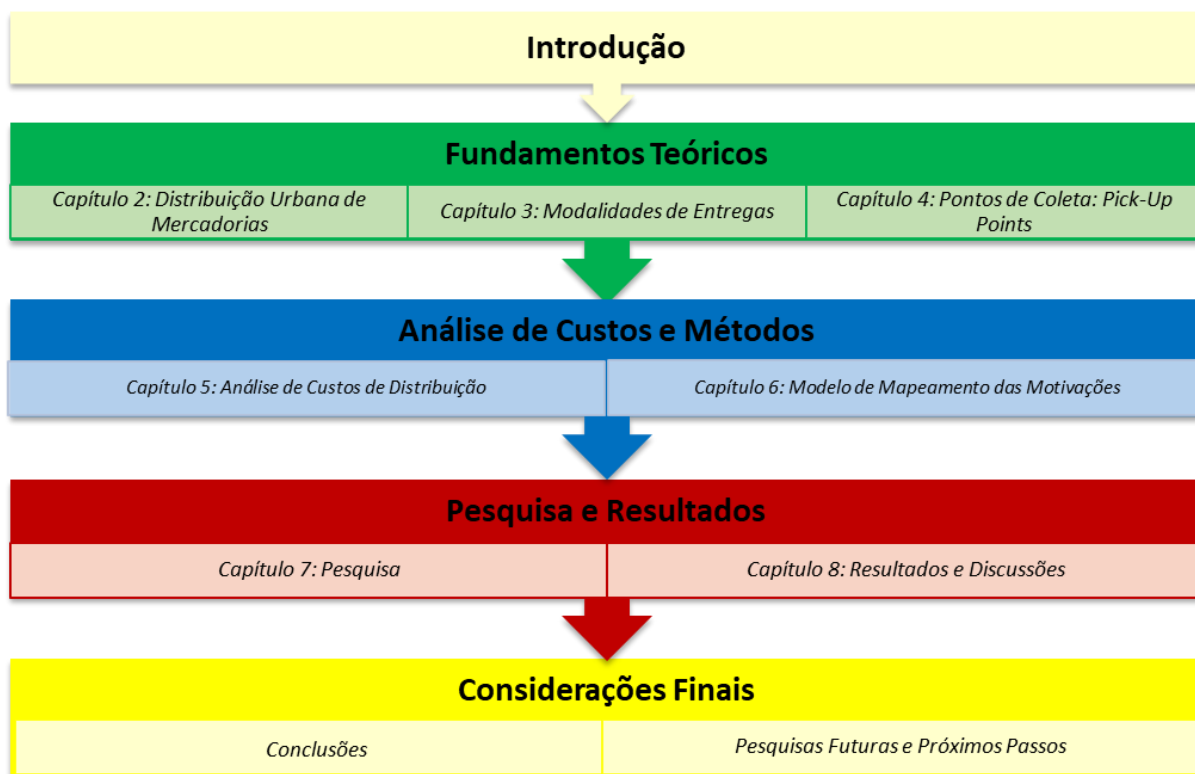 Introdução
Fundamentos Teóricos
Capítulo 2: Distribuição Urbana de
Mercadorias
Capítulo 3: Modalidades de Entregas
Capítulo 4: Pontos de Coleta: Pick-Up
Points
Análise de Custos e Métodos
Capítulo 5: Análise de Custos de Distribuição
Capítulo 6: Modelo de Mapeamento das Motivações
Pesquisa e Resultados
Capítulo 7: Pesquisa
Capítulo 8: Resultados e Discussões
Considerações Finais
Conclusões
Pesquisas Futuras e Próximos Passos